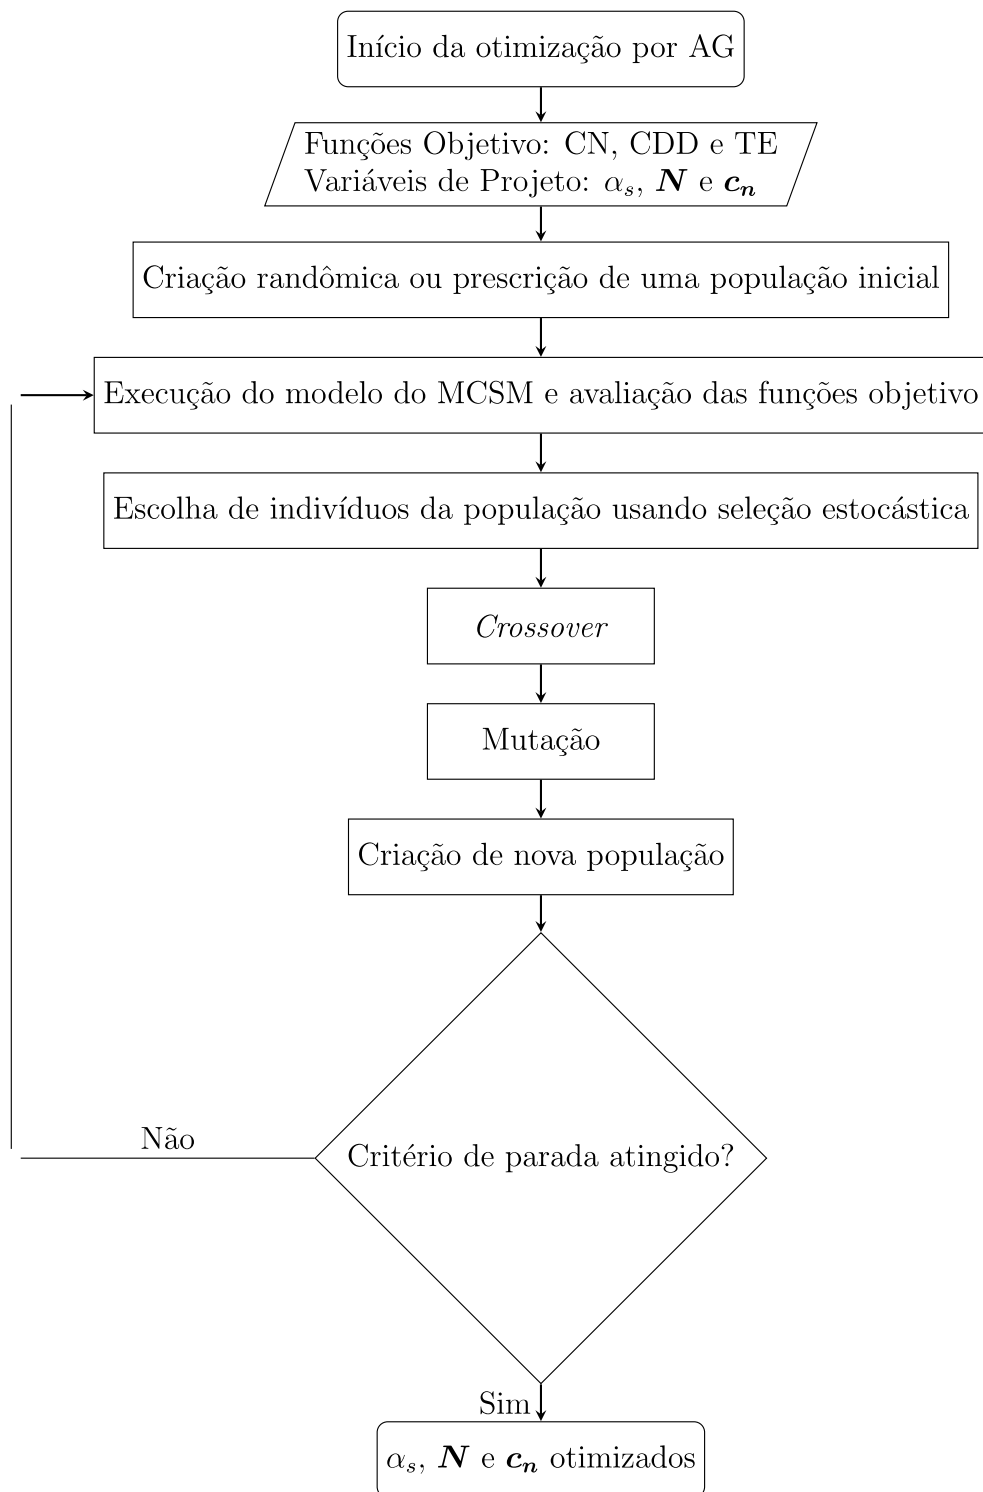 Início da otimização por AG
Funções Objetivo: CN, CDD e TE
Variáveis de Projeto: αₛ, N e cₙ
Criação randômica ou prescrição de uma população inicial
Execução do modelo do MCSM e avaliação das funções objetivo
Escolha de indivíduos da população usando seleção estocástica
Crossover
Mutação
Criação de nova população
Não
Critério de parada atingido?
Sim
αₛ, N e cₙ otimizados